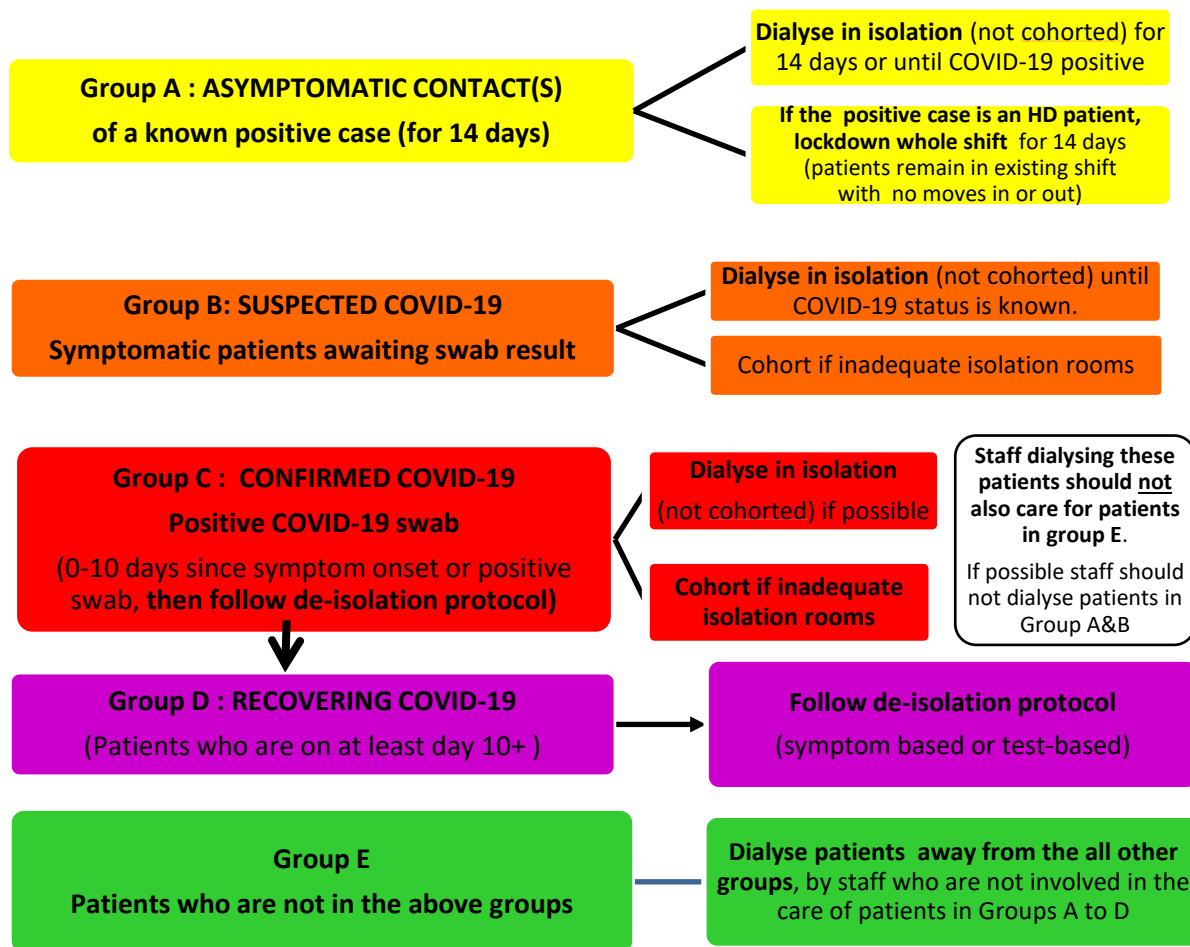 Group A : ASYMPTOMATIC CONTACT(S)
of a known positive case (for 14 days)
Dialyse in isolation (not cohorted) for
14 days or until COVID-19 positive
If the positive case is an HD patient,
lockdown whole shift for 14 days
(patients remain in existing shift
with no moves in or out)
Group B: SUSPECTED COVID-19
Symptomatic patients awaiting swab result
Dialyse in isolation (not cohorted) until
COVID-19 status is known.
Cohort if inadequate isolation rooms
Group C : CONFIRMED COVID-19
Positive COVID-19 swab
(0-10 days since symptom onset or positive
swab, then follow de-isolation protocol)
Dialyse in isolation
(not cohorted) if possible
Cohort if inadequate
isolation rooms
Staff dialysing these
patients should not
also care for patients
in group E.
If possible staff should
not dialyse patients in
Group A&B
Group D : RECOVERING COVID-19
(Patients who are on at least day 10+ )
Follow de-isolation protocol
(symptom based or test-based)
Group E
Patients who are not in the above groups
Dialyse patients away from the all other
groups, by staff who are not involved in the
care of patients in Groups A to D